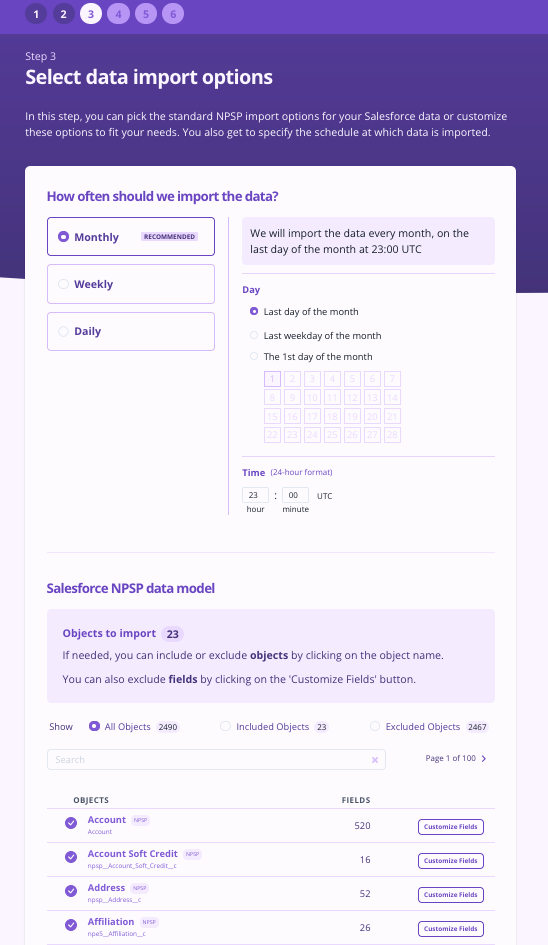 1 2 3 4 5 6
Step 3
Select data import options
In this step, you can pick the standard NPSP import options for your Salesforce data or customize
these options to fit your needs. You also get to specify the schedule at which data is imported.
How often should we import the data?
Monthly RECOMMENDED
Weekly
Daily
We will import the data every month, on the
last day of the month at 23:00 UTC
Day
Last day of the month
Last weekday of the month
The 1st day of the month
1 2 3 4 5 6 7
8 9 10 11 12 13 14
15 16 17 18 19 20 21
22 23 24 25 26 27 28
Time (24-hour format)
23 : 00 UTC
hour minute
Salesforce NPSP data model
Objects to import 23
If needed, you can include or exclude objects by clicking on the object name.
You can also exclude fields by clicking on the 'Customize Fields' button.
Show All Objects 2490 Included Objects 23 Excluded Objects 2467
Search Page 1 of 100
OBJECTS FIELDS
Account NPSP
Account
520 Customize Fields
Account Soft Credit NPSP
npsp__Account_Soft_Credit__c
16 Customize Fields
Address NPSP
npsp__Address__c
52 Customize Fields
Affiliation NPSP
npe5__Affiliation__c
26 Customize Fields